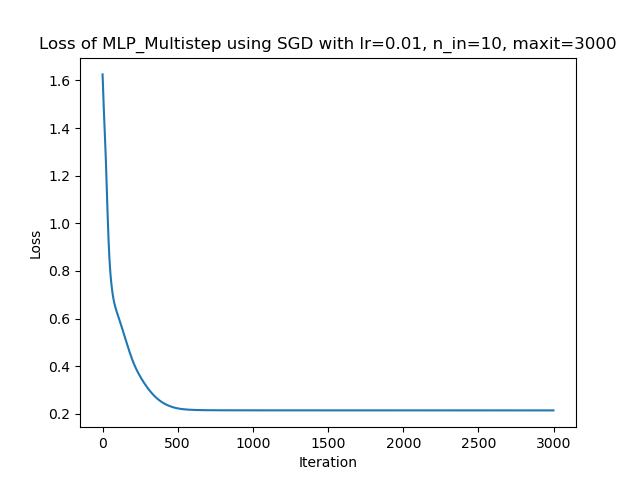 Loss of MLP_Multistep using SGD with lr=0.01, n_in=10, maxit=3000
1.6
1.4
1.2
1.0
0.8
0.6
0.4
0.2
Loss
0 500 1000 1500 2000 2500 3000
Iteration